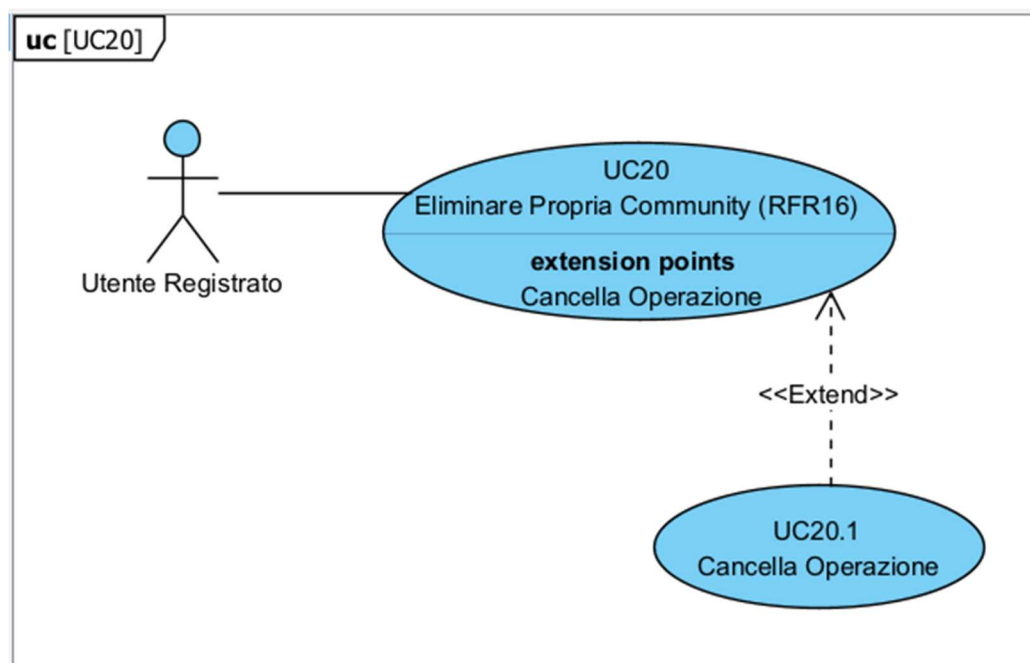 uc [UC20]
UC20
Eliminare Propria Community (RFR16)
extension points
Cancella Operazione
Utente Registrato
<<Extend>>
UC20.1
Cancella Operazione